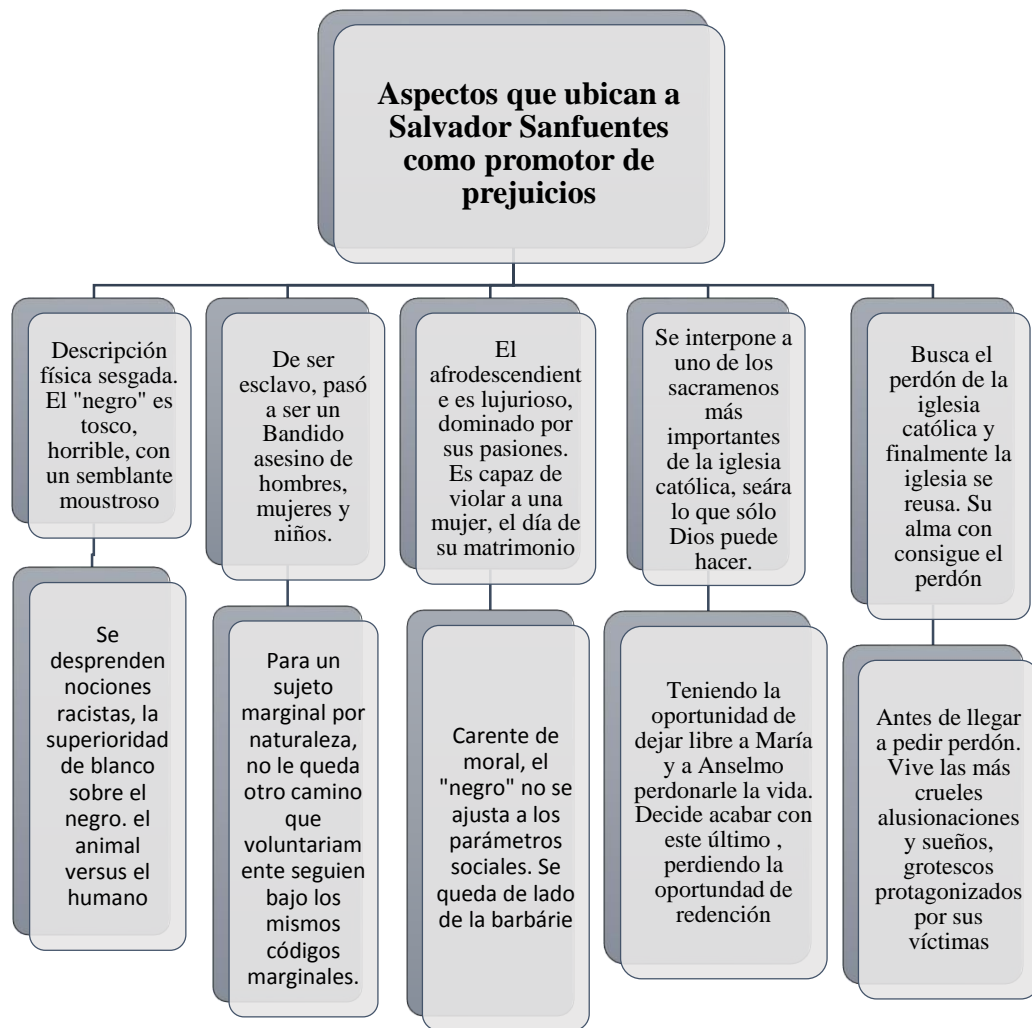 Aspectos que ubican a
Salvador Sanfuentes
como promotor de
prejuicios
Descripción
física sesgada.
El "negro" es
tosco,
horrible, con
un semblante
moustroso
Se
desprenden
nociones
racistas, la
superioridad
de blanco
sobre el
negro. el
animal
versus el
humano
De ser
esclavo, pasó
a ser un
Bandido
asesino de
hombres,
mujeres y
niños.
Para un
sujeto
marginal por
naturaleza,
no le queda
otro camino
que
voluntariam
ente seguien
bajo los
mismos
códigos
marginales.
El
afrodescendient
e es lujurioso,
dominado por
sus pasiones.
Es capaz de
violar a una
mujer, el día de
su matrimonio
Carente de
moral, el
"negro" no se
ajusta a los
parámetros
sociales. Se
queda de lado
de la barbárie
Se interpone a
uno de los
sacramenos
más
importantes
de la iglesia
católica, seára
lo que sólo
Dios puede
hacer.
Teniendo la
oportunidad de
dejar libre a María
y a Anselmo
perdonarle la vida.
Decide acabar con
este último ,
perdiendo la
oportundad de
redención
Busca el
perdón de la
iglesia
católica y
finalmente la
iglesia se
reusa. Su
alma con
consigue el
perdón
Antes de llegar
a pedir perdón.
Vive las más
crueles
alusionaciones
y sueños,
grotescos
protagonizados
por sus
víctimas